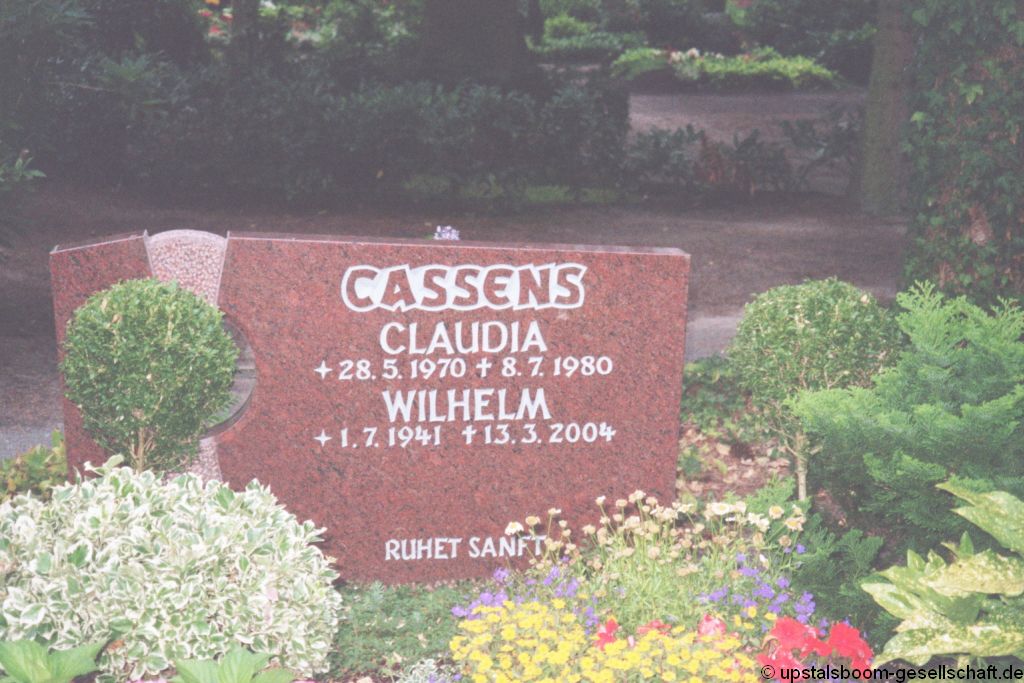 CASSENS
CLAUDIA
+ 28. 5. 1970 ✝ 8. 7. 1980
WILHELM
+ 1. 7. 1941 ✝ 13. 3. 2004
RUHET SANFT
© upstalsboom-gesellschaft.de